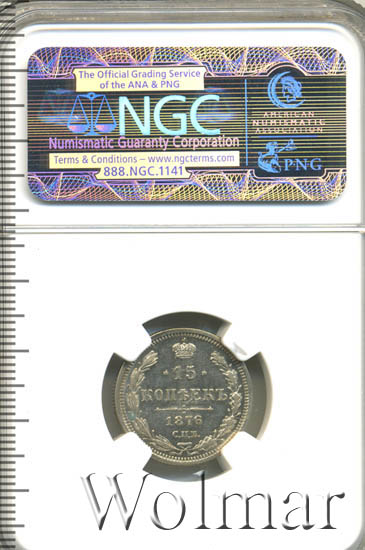 The Official Grading Service
of the ANA & PNG
NGC
Numismatic Guaranty Corporation
Terms & Conditions – www.ngcterms.com
888.NGC.1141
AMERICAN
NUMISMATIC
ASSOCIATION
PNG
15
КОПѢЕКЪ
1876
С.П.Б.
Wolmar